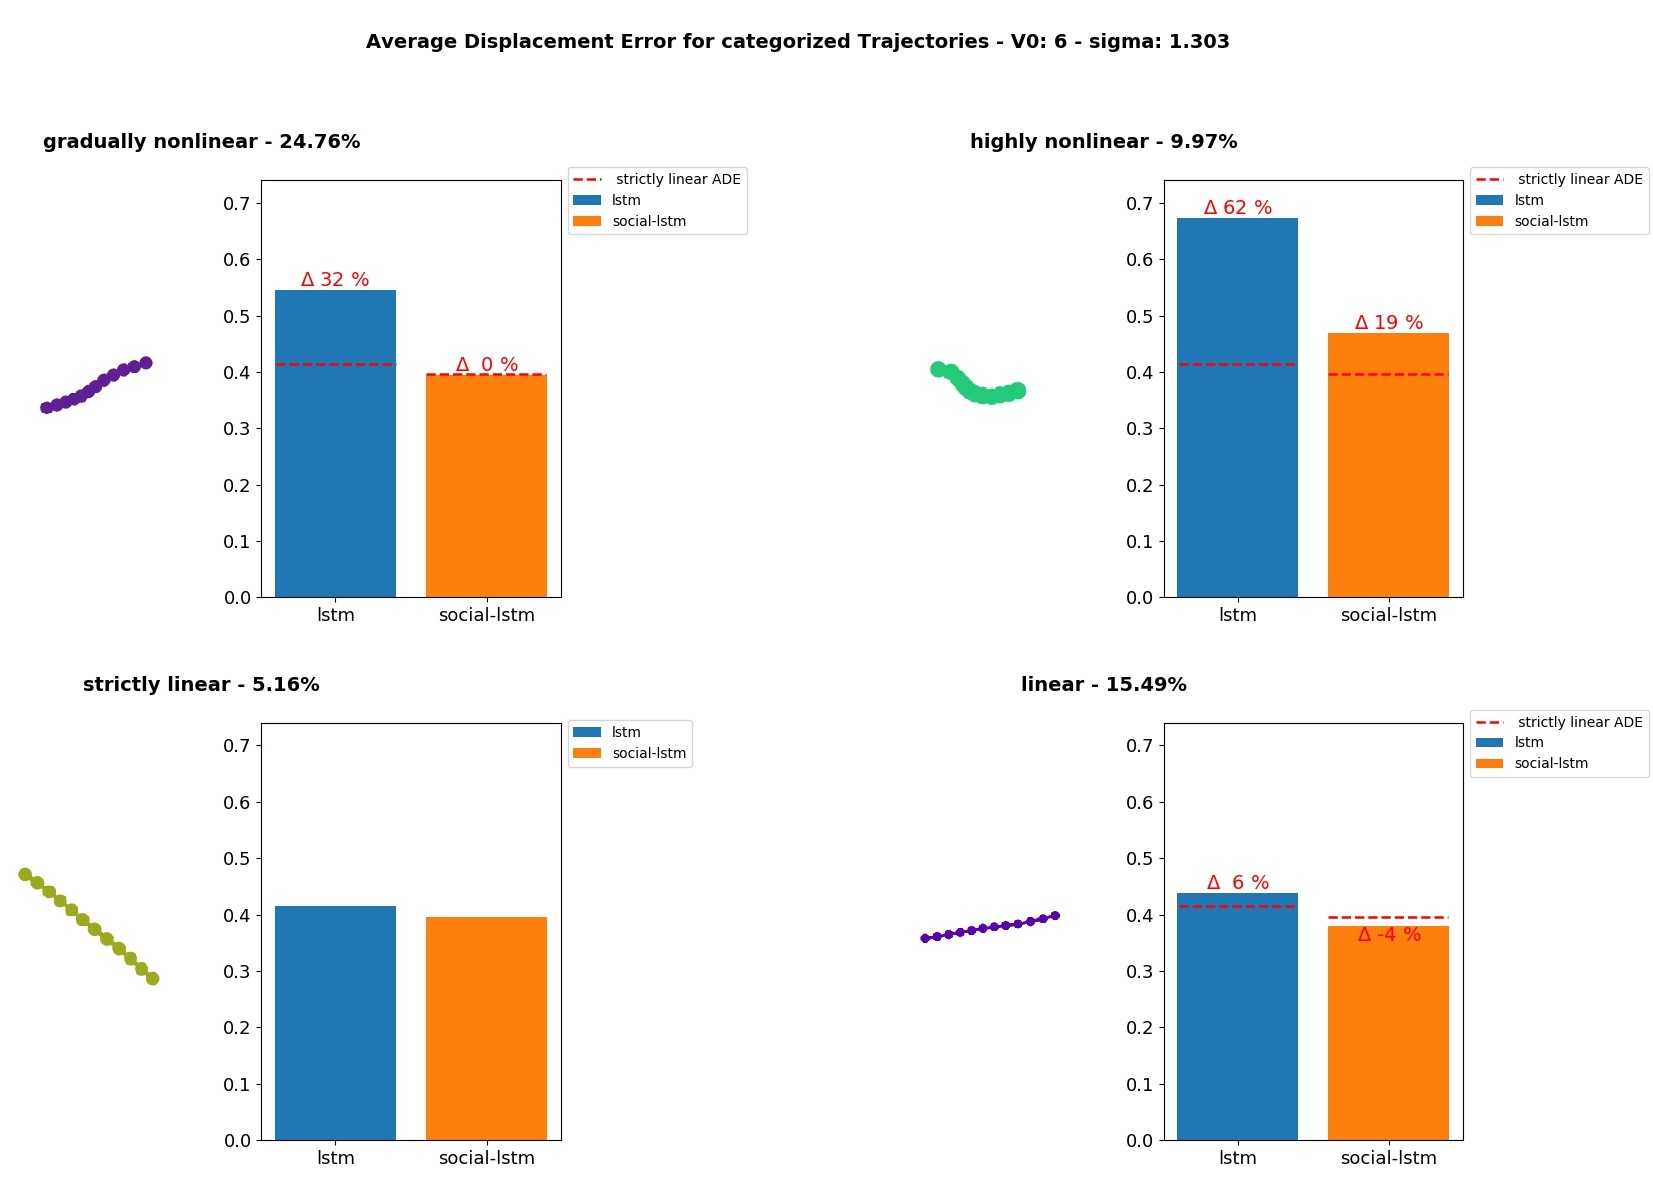 Average Displacement Error for categorized Trajectories - V0: 6 - sigma: 1.303
gradually nonlinear - 24.76%
0.7
0.6
0.5
0.4
0.3
0.2
0.1
0.0
Δ 32 %
Δ 0 %
lstm
social-lstm
strictly linear ADE
lstm
social-lstm
highly nonlinear - 9.97%
0.7
0.6
0.5
0.4
0.3
0.2
0.1
0.0
Δ 62 %
Δ 19 %
lstm
social-lstm
strictly linear ADE
lstm
social-lstm
strictly linear - 5.16%
0.7
0.6
0.5
0.4
0.3
0.2
0.1
0.0
lstm
social-lstm
lstm
social-lstm
linear - 15.49%
0.7
0.6
0.5
0.4
0.3
0.2
0.1
0.0
Δ 6 %
Δ -4 %
lstm
social-lstm
strictly linear ADE
lstm
social-lstm